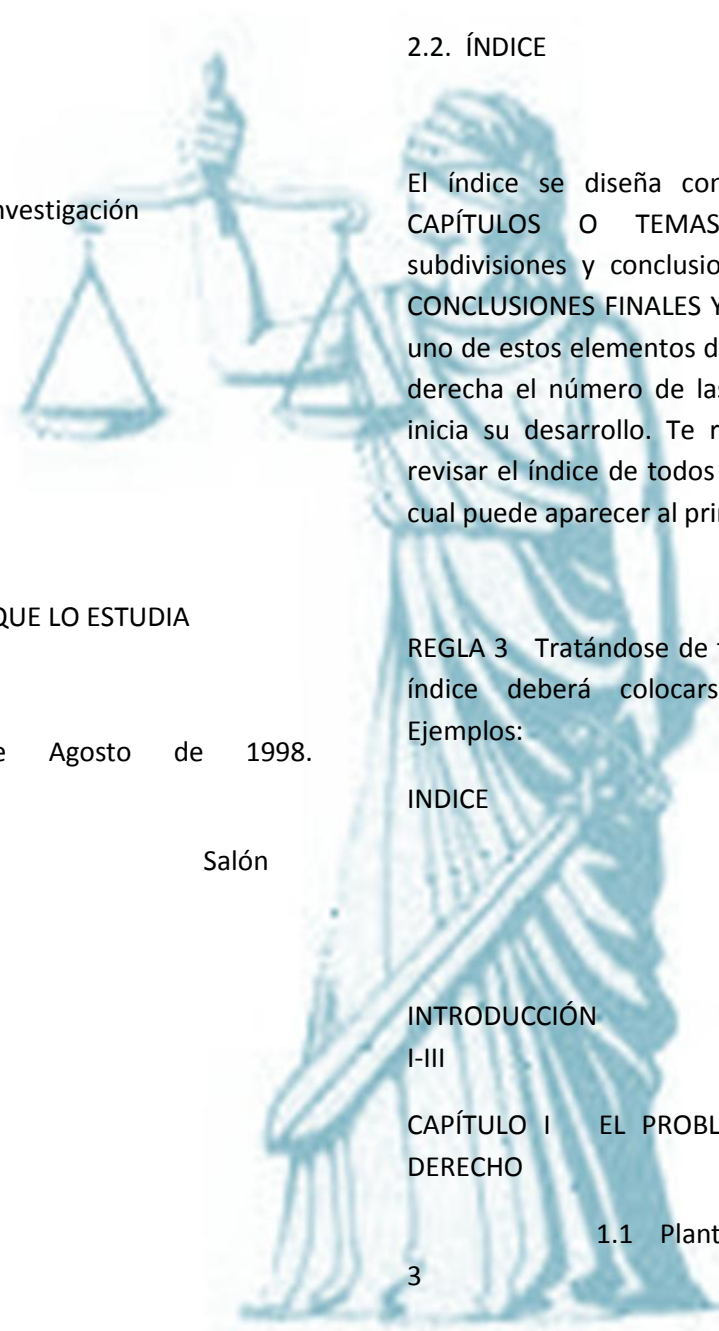 nvestigación
QUE LO ESTUDIA
e Agosto de 1998.
Salón
2.2. ÍNDICE
El índice se diseña con
CAPÍTULOS O TEMAS
subdivisiones y conclusio
CONCLUSIONES FINALES Y
uno de estos elementos d
derecha el número de las
inicia su desarrollo. Te r
revisar el índice de todos
cual puede aparecer al prin
REGLA 3 Tratándose de t
índice deberá colocars
Ejemplos:
INDICE
INTRODUCCIÓN
I-III
CAPÍTULO I EL PROBL
DERECHO
1.1 Plant
3